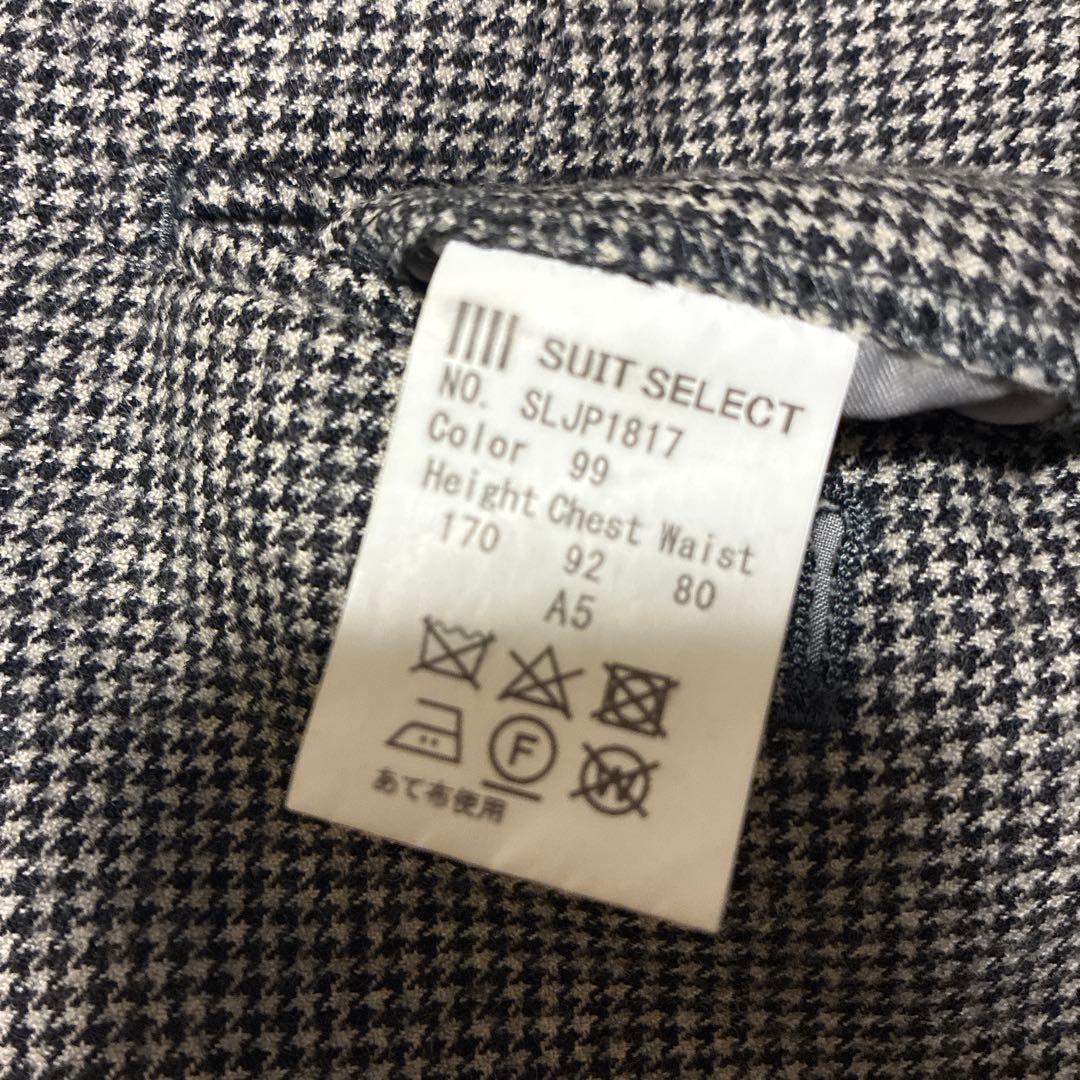 SUIT SELECT
NO. SLJP1817
Color 99
Height Chest Waist
170 92 80
A5
F W
あて布使用